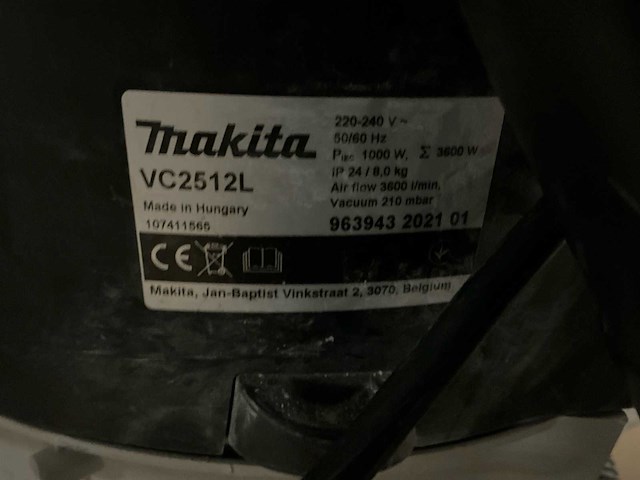 makita
VC2512L
Made in Hungary
107411565
220-240 V ~
50/60 Hz
1000 W, Σ 3600 W
IP 24 / 8,0 kg
Air flow 3600 l/min,
Vacuum 210 mbar
963943 2021 01
CE
Makita, Jan-Baptist Vinkstraat 2, 3070, Belgium